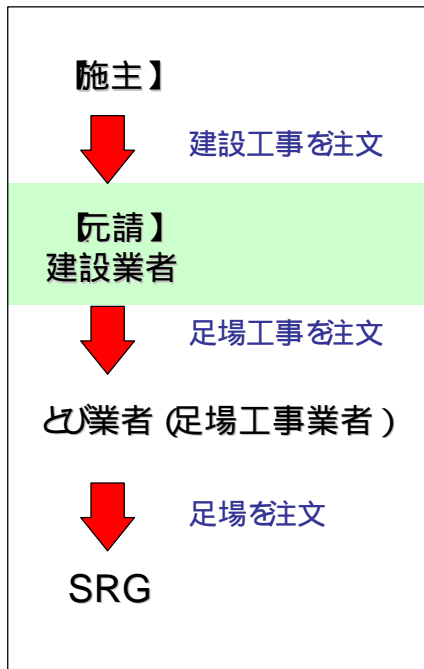 【施主】
建設工事を注文
【元請】
建設業者
足場工事を注文
とび業者（足場工事業者）
足場を注文
SRG